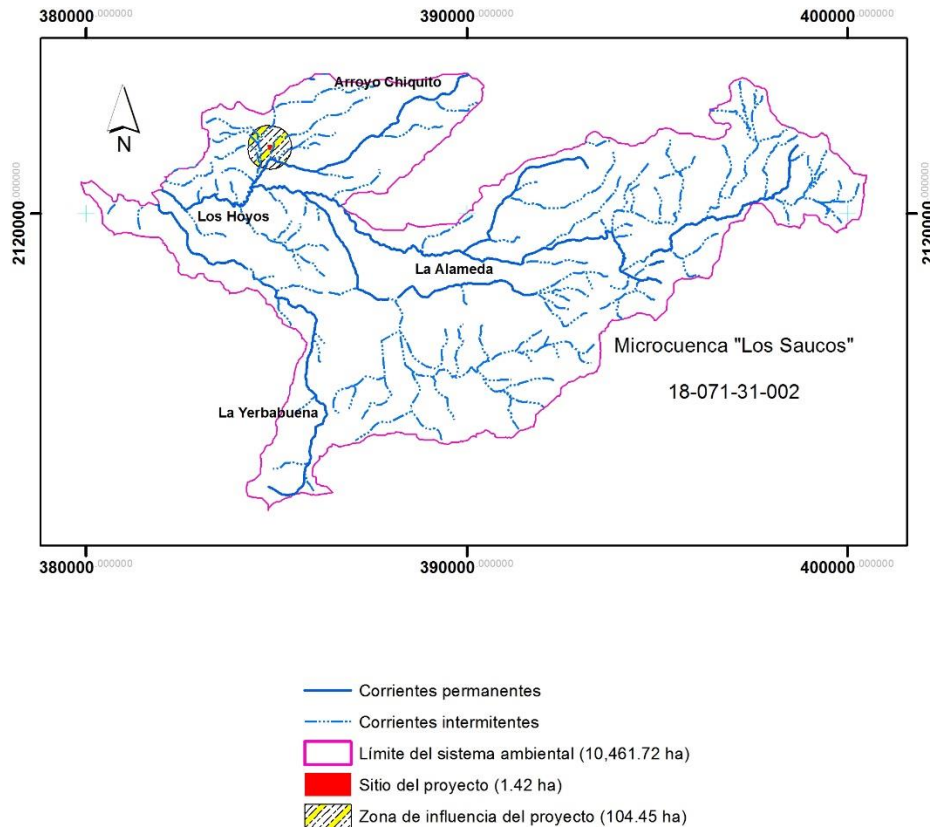 380000.000000 390000.000000 400000.000000
Arroyo Chiquito
N
2120000.000000
2120000.000000
Los Hoyos
La Alameda
Microcuenca "Los Saucos"
18-071-31-002
La Yerbabuena
380000.000000 390000.000000 400000.000000
Corrientes permanentes
Corrientes intermitentes
Límite del sistema ambiental (10,461.72 ha)
Sitio del proyecto (1.42 ha)
Zona de influencia del proyecto (104.45 ha)